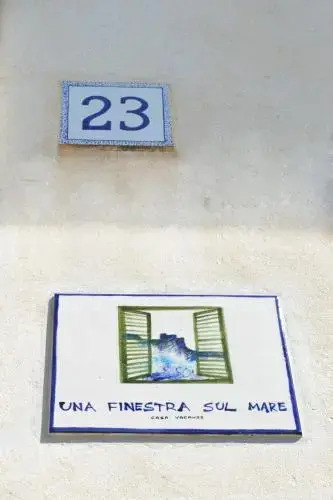 23
UNA FINESTRA SUL MARE
CASA VACANZE